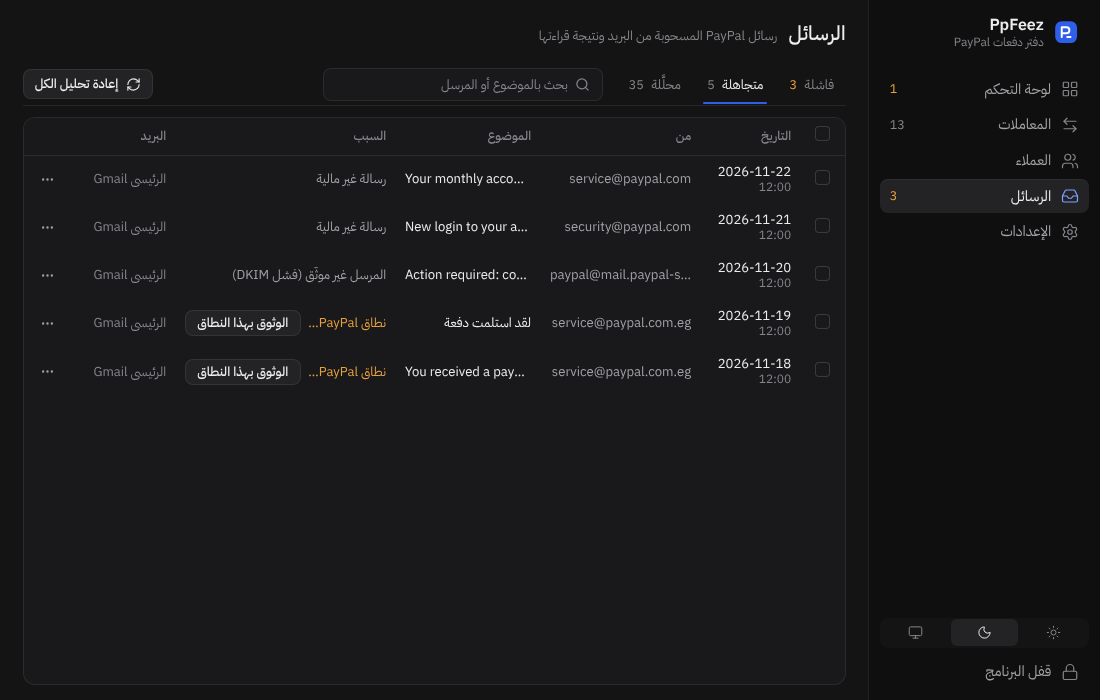 PpFeez
دفتر دفعات PayPal
لوحة التحكم 1
المعاملات 13
العملاء
الرسائل 3
الإعدادات
قفل البرنامج
الرسائل
رسائل PayPal المسحوبة من البريد ونتيجة قراءتها
فاشلة 3
متجاهلة 5
محلَّلة 35
بحث بالموضوع أو المرسل
إعادة تحليل الكل
التاريخ من الموضوع السبب البريد
2026-11-22 12:00 service@paypal.com Your monthly acco... رسالة غير مالية الرئيسي Gmail
2026-11-21 12:00 security@paypal.com New login to your a... رسالة غير مالية الرئيسي Gmail
2026-11-20 12:00 paypal@mail.paypal-s... Action required: co... المرسل غير موثّق (فشل DKIM) الرئيسي Gmail
2026-11-19 12:00 service@paypal.com.eg لقد استلمت دفعة نطاق PayPal... الوثوق بهذا النطاق الرئيسي Gmail
2026-11-18 12:00 service@paypal.com.eg You received a pay... نطاق PayPal... الوثوق بهذا النطاق الرئيسي Gmail